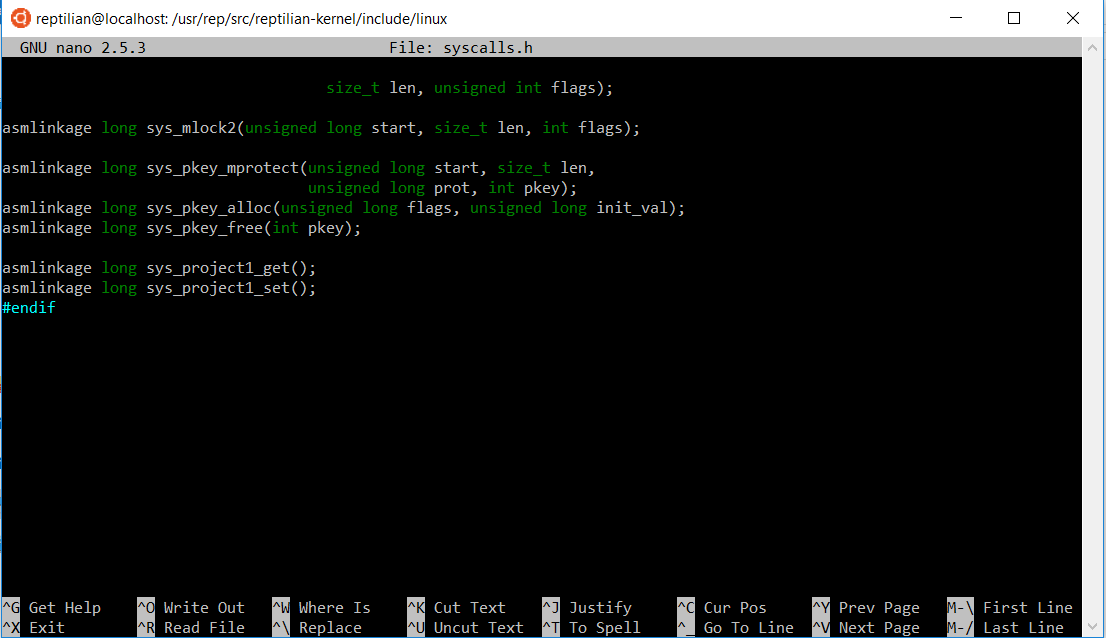 reptilian@localhost: /usr/rep/src/reptilian-kernel/include/linux
GNU nano 2.5.3 File: syscalls.h
size_t len, unsigned int flags);
asmlinkage long sys_mlock2(unsigned long start, size_t len, int flags);
asmlinkage long sys_pkey_mprotect(unsigned long start, size_t len,
unsigned long prot, int pkey);
asmlinkage long sys_pkey_alloc(unsigned long flags, unsigned long init_val);
asmlinkage long sys_pkey_free(int pkey);
asmlinkage long sys_project1_get();
asmlinkage long sys_project1_set();
#endif
^G Get Help ^O Write Out ^W Where Is ^K Cut Text ^J Justify ^C Cur Pos ^Y Prev Page M-\ First Line
^X Exit ^R Read File ^\ Replace ^U Uncut Text ^T To Spell ^_ Go To Line ^V Next Page M-/ Last Line